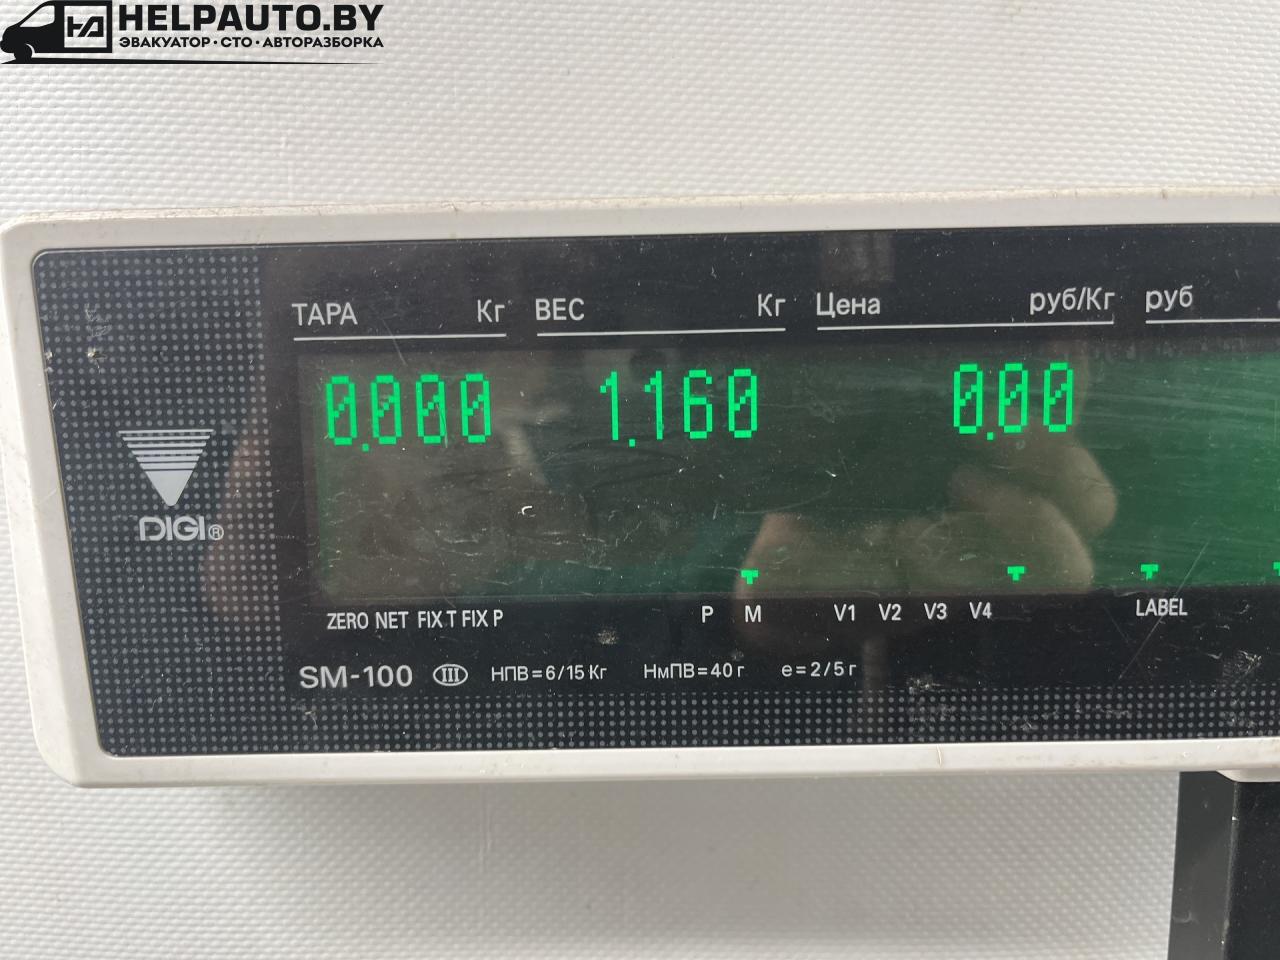 HELPAUTO.BY
ЭВАКУАТОР · СТО · АВТОРАЗБОРКА
ТАРА Кг ВЕС Кг Цена руб/Кг руб
0.000 1.160 0.00
DIGI®
ZERO NET FIX T FIX P P M V1 V2 V3 V4 LABEL
SM-100 III НПВ=6/15 Кг НмПВ=40 г e=2/5 г